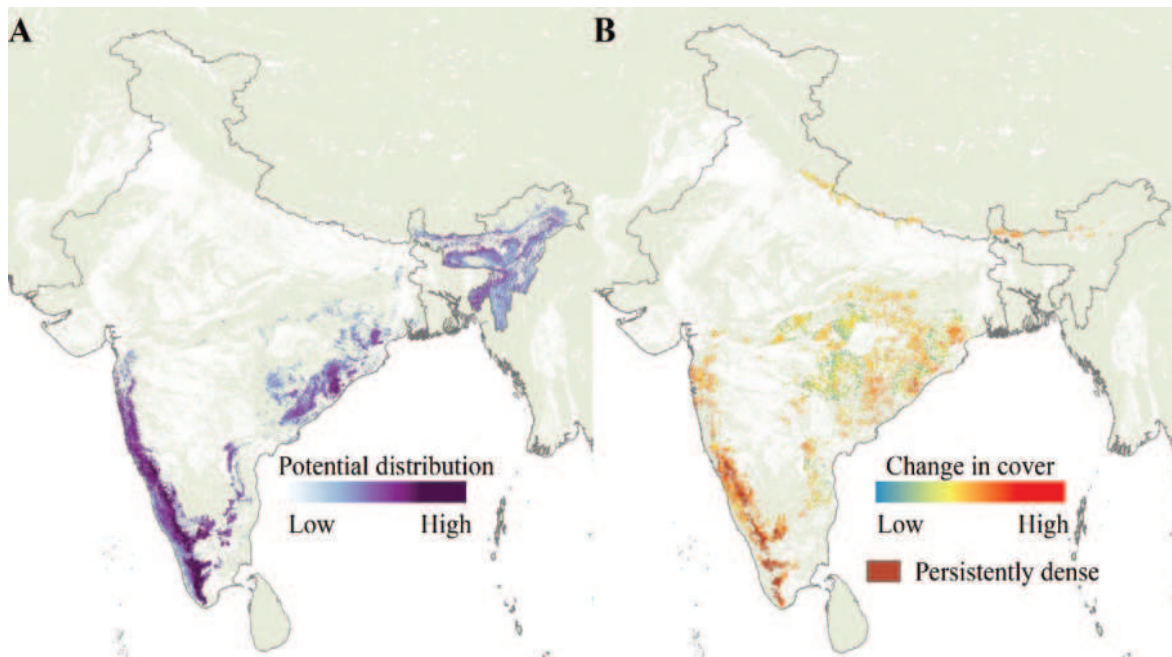 A
B
Potential distribution
Low High
Change in cover
Low High
Persistently dense